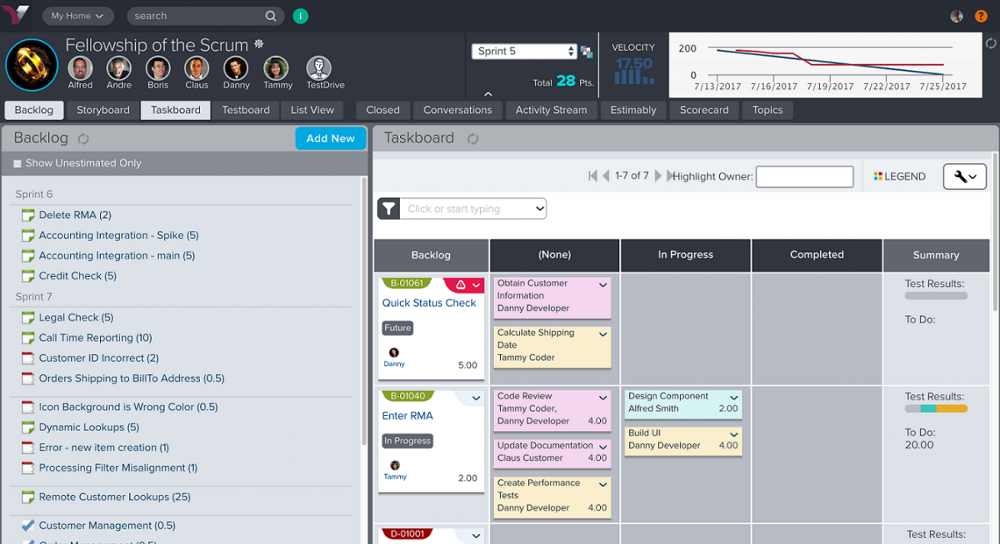 My Home
search
i
?
Fellowship of the Scrum
Alfred
Andre
Boris
Claus
Danny
Tammy
TestDrive
Sprint 5
Total 28 Pts.
VELOCITY
17.50
200
0
7/13/2017
7/16/2017
7/19/2017
7/22/2017
7/25/2017
Backlog
Storyboard
Taskboard
Testboard
List View
Closed
Conversations
Activity Stream
Estimably
Scorecard
Topics
Backlog
Add New
Show Unestimated Only
Sprint 6
Delete RMA (2)
Accounting Integration - Spike (5)
Accounting Integration - main (5)
Credit Check (5)
Sprint 7
Legal Check (5)
Call Time Reporting (10)
Customer ID Incorrect (2)
Orders Shipping to BillTo Address (0.5)
Icon Background is Wrong Color (0.5)
Dynamic Lookups (5)
Error - new item creation (1)
Processing Filter Misalignment (1)
Remote Customer Lookups (25)
Customer Management (0.5)
Taskboard
1-7 of 7
Highlight Owner:
LEGEND
Click or start typing
Backlog
(None)
In Progress
Completed
Summary
B-01061
Quick Status Check
Future
Danny
5.00
Obtain Customer
Information
Danny Developer
Calculate Shipping
Date
Tammy Coder
Test Results:
To Do:
B-01040
Enter RMA
In Progress
Tammy
2.00
Code Review
Tammy Coder,
Danny Developer 4.00
Update Documentation
Claus Customer 4.00
Create Performance
Tests
Danny Developer 4.00
Design Component
Alfred Smith 2.00
Build UI
Danny Developer 4.00
Test Results:
To Do:
20.00
D-01001
Test Results: